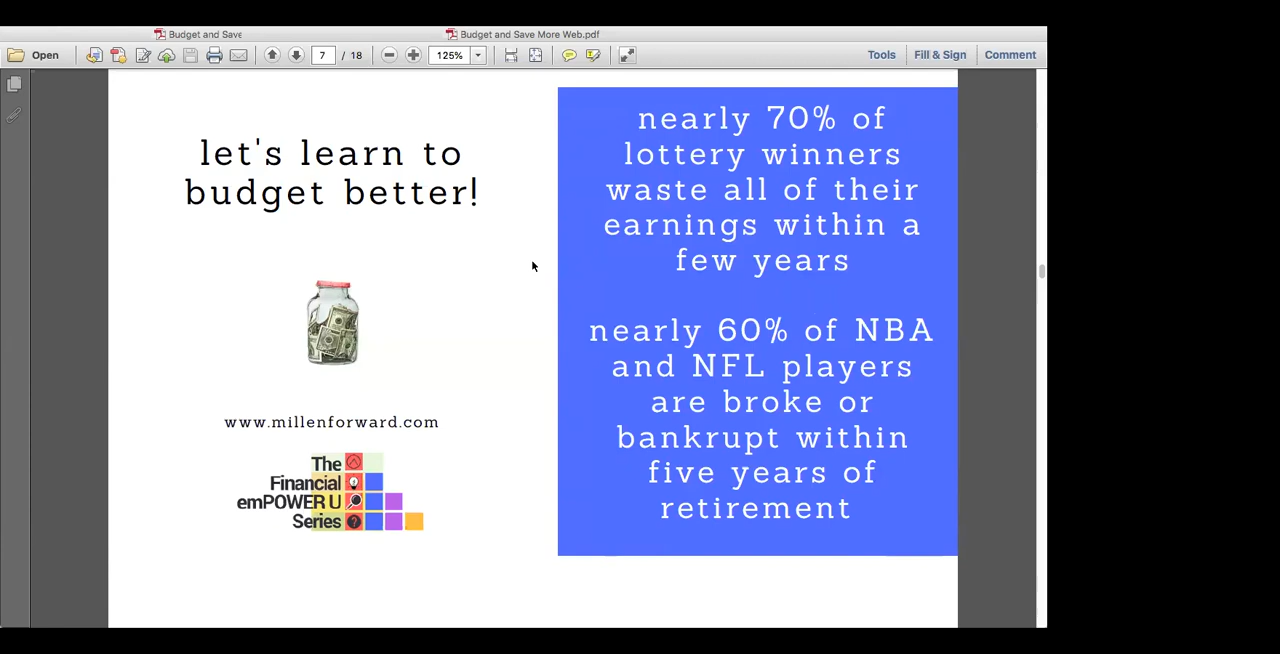 Budget and Save
Budget and Save More Web.pdf
Open
7 / 18
125%
Tools
Fill & Sign
Comment
let's learn to
budget better!
www.millenforward.com
The
Financial
emPOWER U
Series
nearly 70% of
lottery winners
waste all of their
earnings within a
few years
nearly 60% of NBA
and NFL players
are broke or
bankrupt within
five years of
retirement